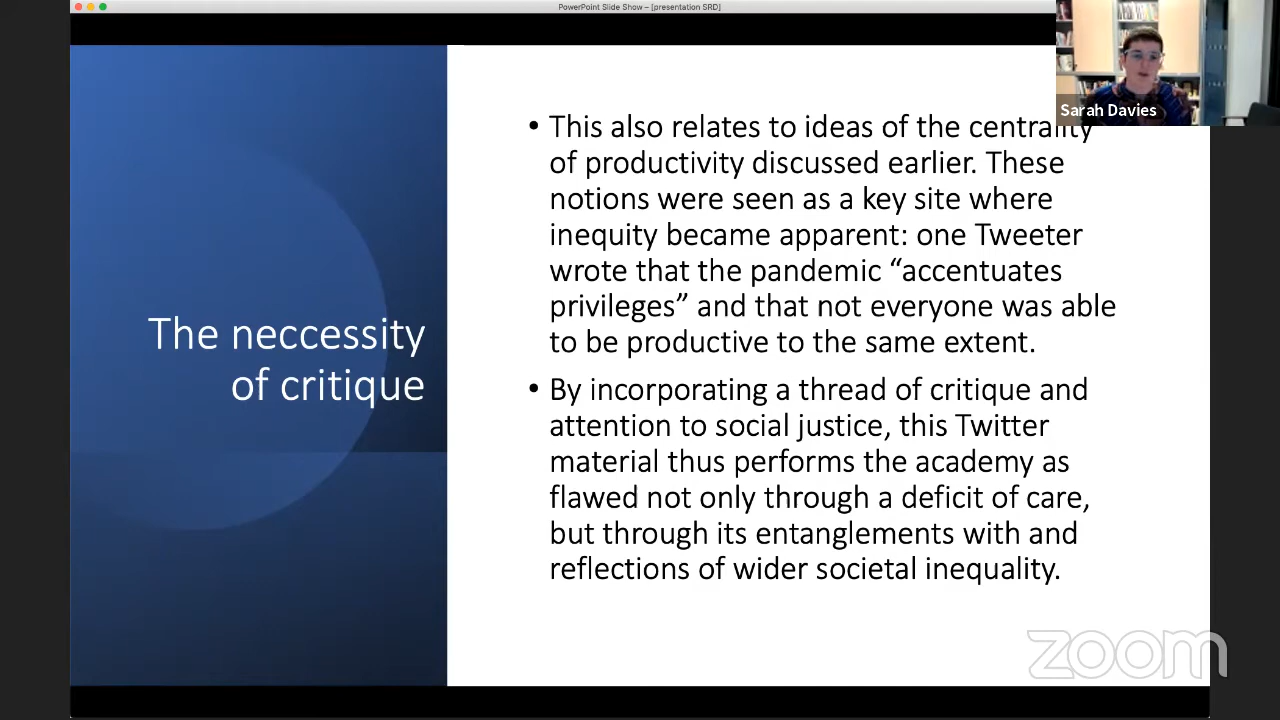 PowerPoint Slide Show – [presentation SRD]
Sarah Davies
The neccessity
of critique
• This also relates to ideas of the centrality
of productivity discussed earlier. These
notions were seen as a key site where
inequity became apparent: one Tweeter
wrote that the pandemic “accentuates
privileges” and that not everyone was able
to be productive to the same extent.
• By incorporating a thread of critique and
attention to social justice, this Twitter
material thus performs the academy as
flawed not only through a deficit of care,
but through its entanglements with and
reflections of wider societal inequality.
zoom